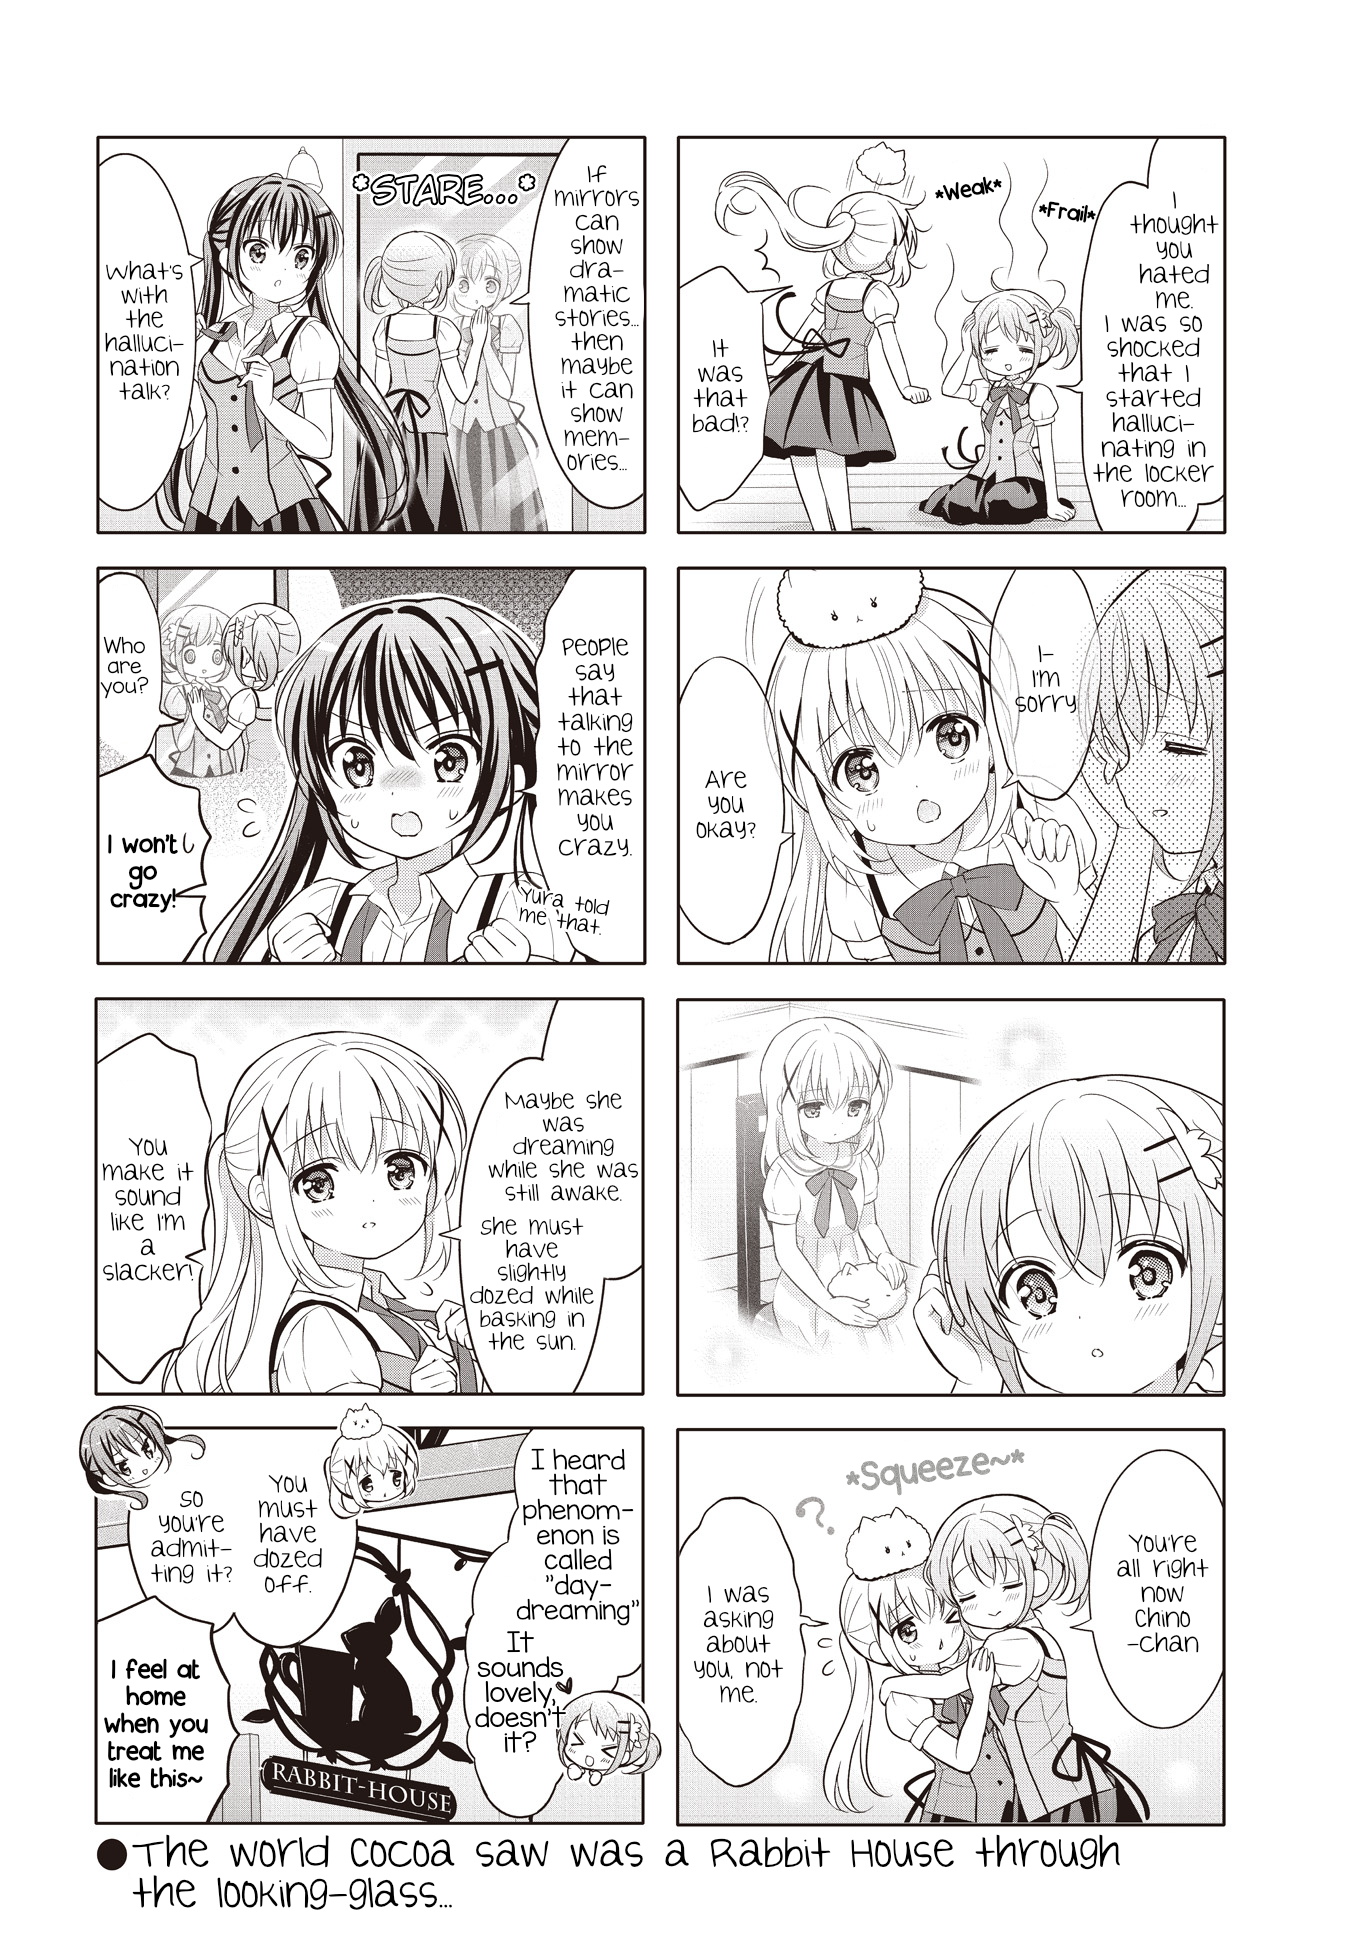 I
thought
you
hated
me.
I was so
shocked
that I
started
halluci-
nating in
the locker
room...
*Weak*
*Frail*
It
was
that
bad!?
I-
I'm
sorry
Are
you
okay?
You're
all right
now
Chino
-chan
*Squeeze~*
?
I was
asking
about
you, not
me.
If
mirrors
can
show
dra-
matic
stories...
then
maybe
it can
show
mem-
ories...
*STARE...*
What's
with
the
halluci-
nation
talk?
People
say
that
talking
to the
mirror
makes
you
crazy.
Yura told
me that.
Who
are
you?
I won't
go
crazy!
Maybe she
was
dreaming
while she was
still awake.
She must
have
slightly
dozed while
basking in
the sun.
You
make it
sound
like I'm
a
slacker!
I heard
that
phenom-
enon is
called
"day-
dreaming"
It
sounds
lovely,
doesn't
it?
You
must
have
dozed
off.
So
you're
admit-
ting it?
I feel at
home
when you
treat me
like this~
RABBIT-HOUSE
●The world Cocoa saw was a Rabbit House through
the looking-glass...